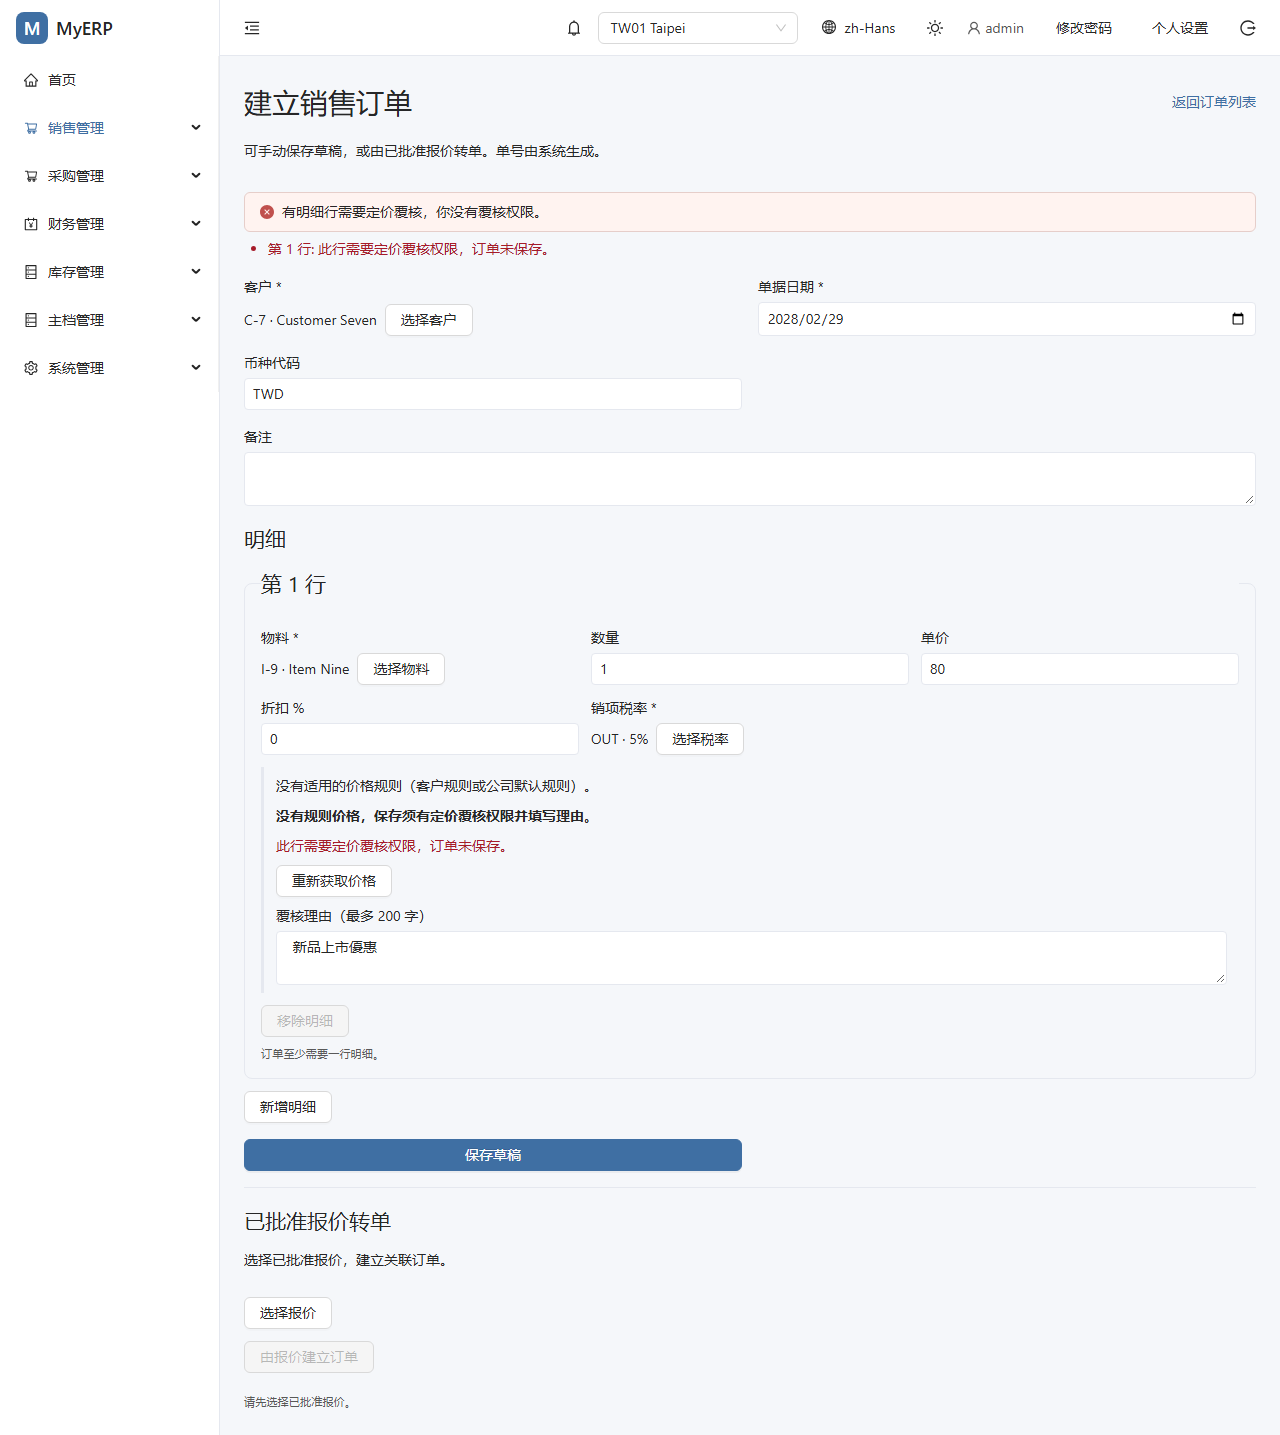 M MyERP
TW01 Taipei
zh-Hans
admin
修改密码
个人设置
首页
销售管理
采购管理
财务管理
库存管理
主档管理
系统管理
建立销售订单
返回订单列表
可手动保存草稿，或由已批准报价转单。单号由系统生成。
有明细行需要定价覆核，你没有覆核权限。
第 1 行: 此行需要定价覆核权限，订单未保存。
客户 *
C-7 · Customer Seven
选择客户
单据日期 *
2028/02/29
币种代码
TWD
备注
明细
第 1 行
物料 *
I-9 · Item Nine
选择物料
数量
1
单价
80
折扣 %
0
销项税率 *
OUT · 5%
选择税率
没有适用的价格规则（客户规则或公司默认规则）。
没有规则价格，保存须有定价覆核权限并填写理由。
此行需要定价覆核权限，订单未保存。
重新获取价格
覆核理由（最多 200 字）
新品上市優惠
移除明细
订单至少需要一行明细。
新增明细
保存草稿
已批准报价转单
选择已批准报价，建立关联订单。
选择报价
由报价建立订单
请先选择已批准报价。